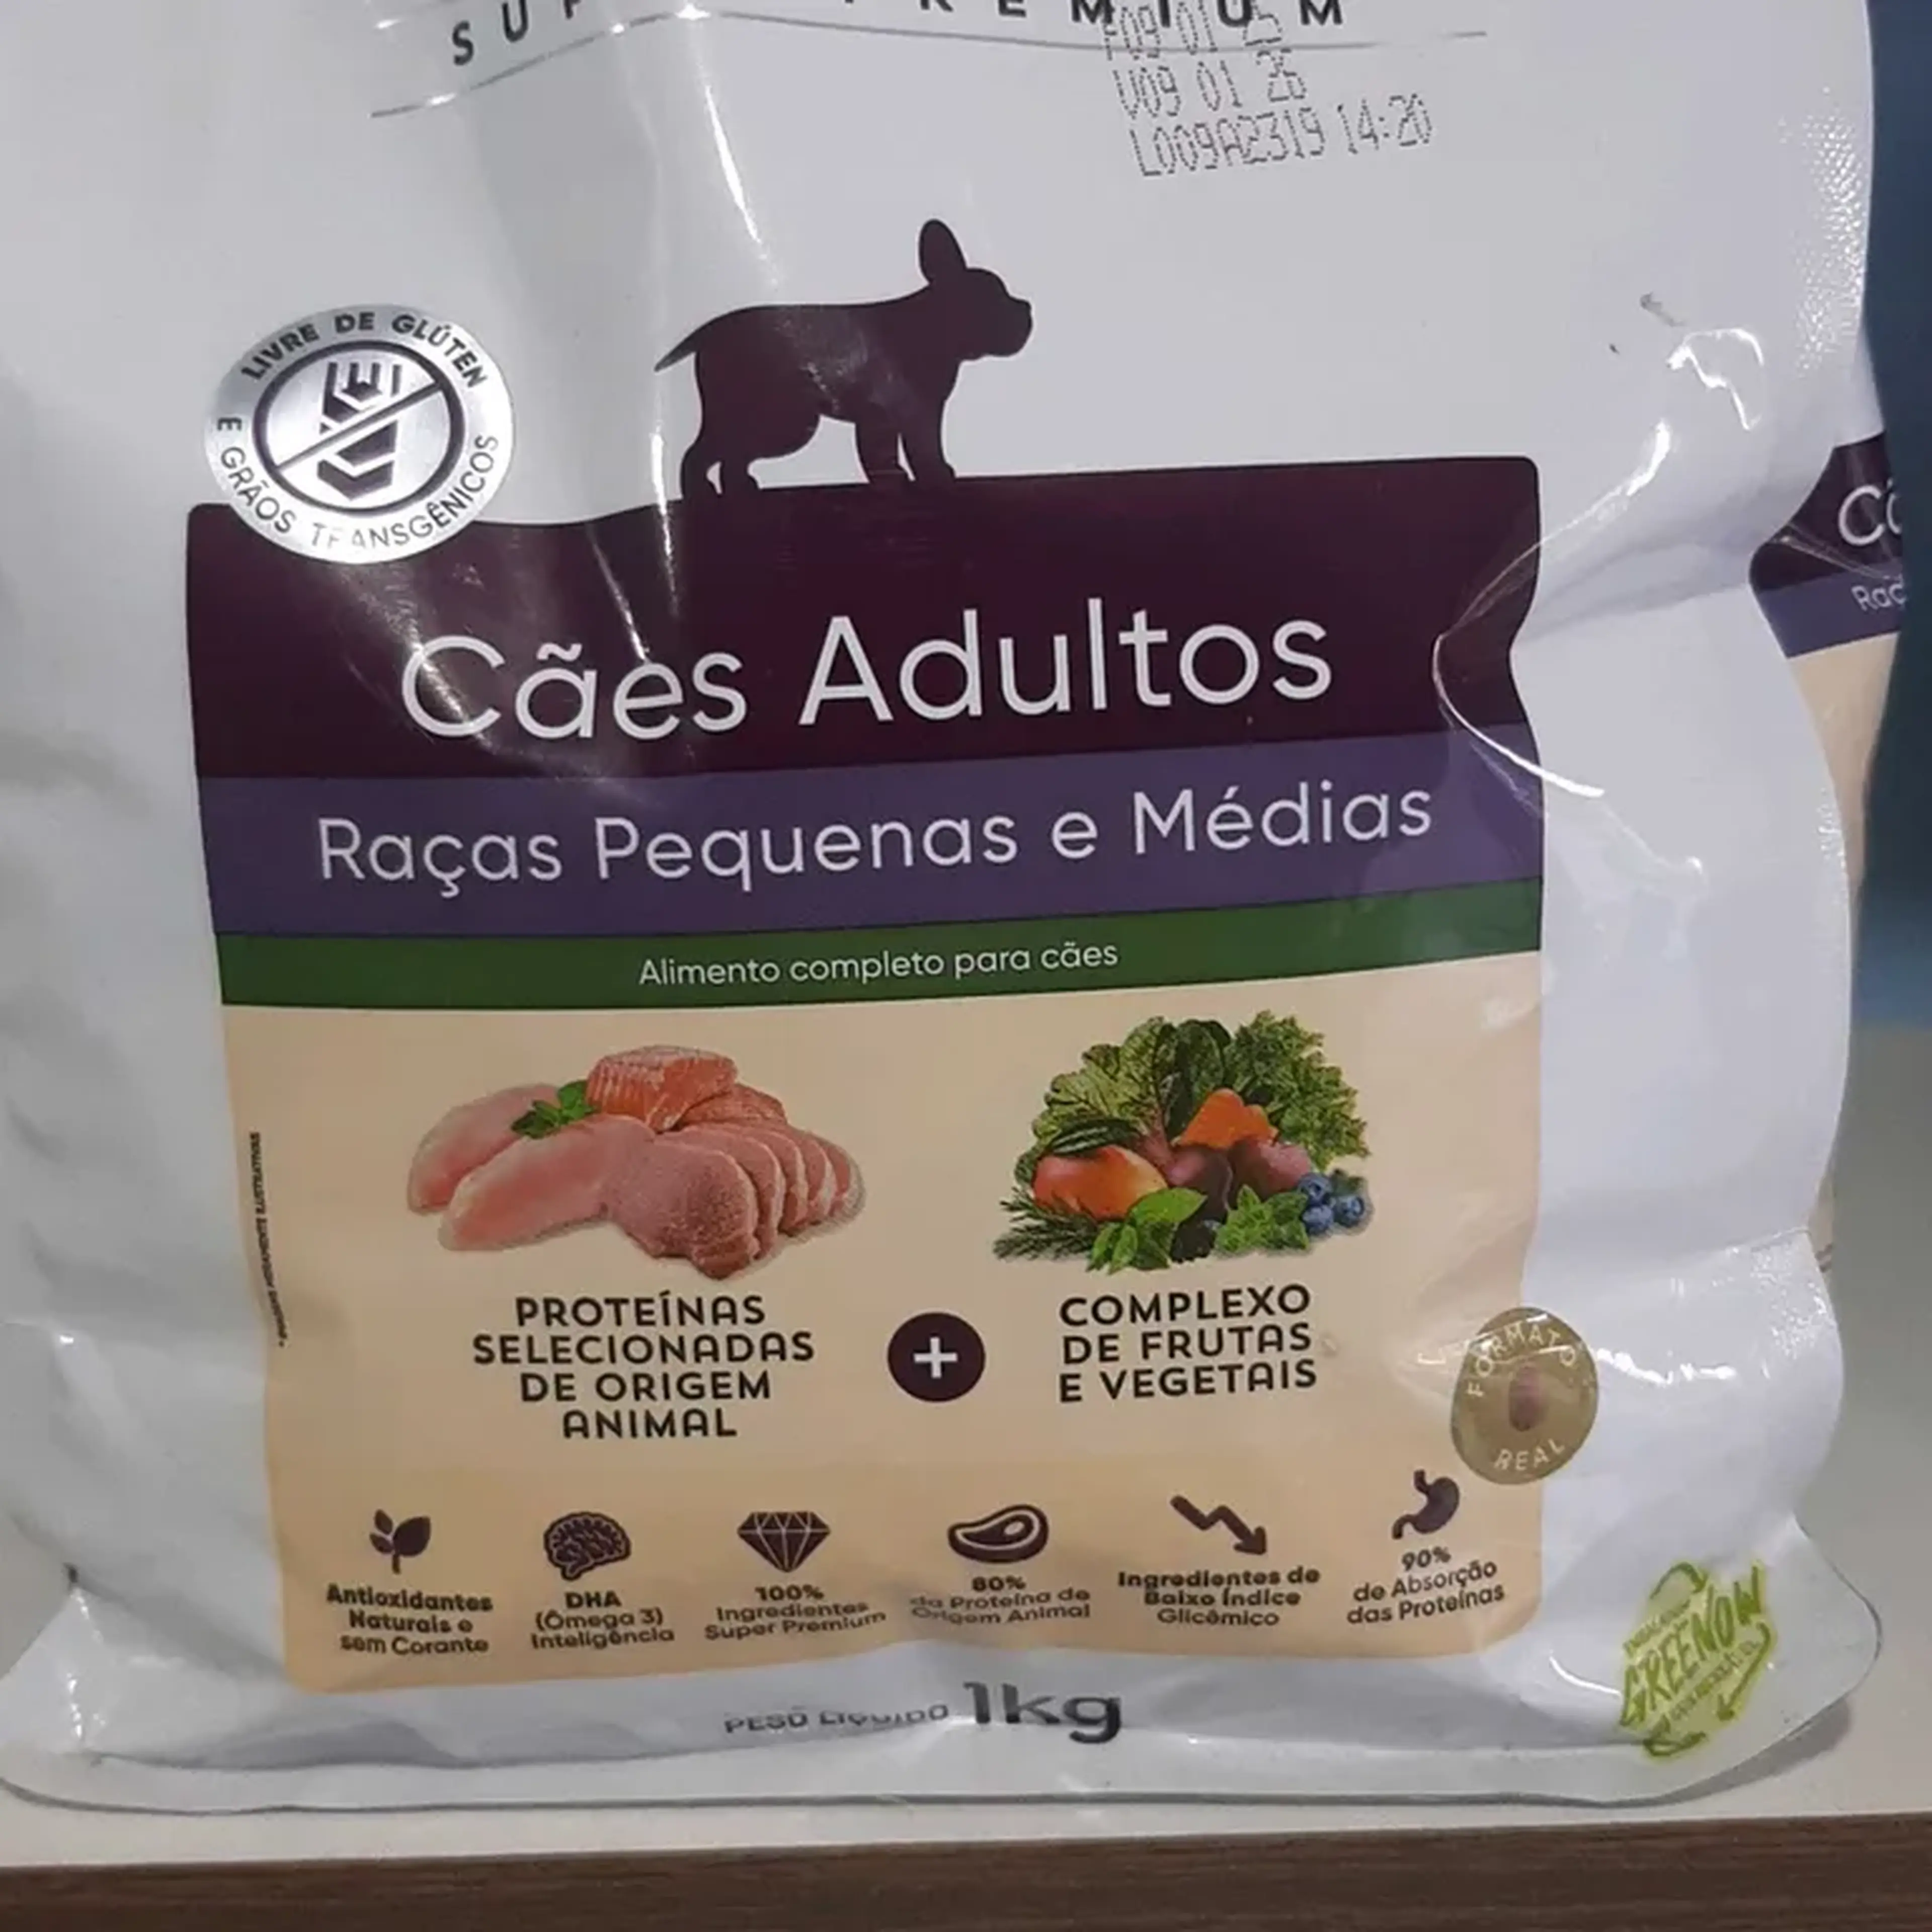 PREMIUM
F09 01 25
V09 01 26
L009A2319 14:20
LIVRE DE GLÚTEN
E GRÃOS TRANSGÊNICOS
Cães Adultos
Raças Pequenas e Médias
Alimento completo para cães
PROTEÍNAS
SELECIONADAS
DE ORIGEM
ANIMAL
+
COMPLEXO
DE FRUTAS
E VEGETAIS
FORMATO
REAL
Antioxidantes
Naturais e
sem Corante
DHA
(Ômega 3)
Inteligência
100%
Ingredientes
Super Premium
80%
da Proteína de
Origem Animal
Ingredientes de
Baixo Índice
Glicêmico
90%
de Absorção
das Proteínas
PESO LÍQUIDO 1kg
GREENOW